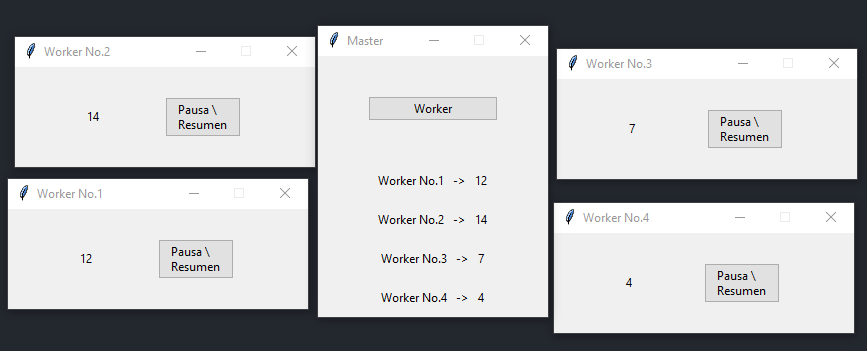 Worker No.2
14
Pausa \
Resumen
Worker No.1
12
Pausa \
Resumen
Master
Worker
Worker No.1 -> 12
Worker No.2 -> 14
Worker No.3 -> 7
Worker No.4 -> 4
Worker No.3
7
Pausa \
Resumen
Worker No.4
4
Pausa \
Resumen